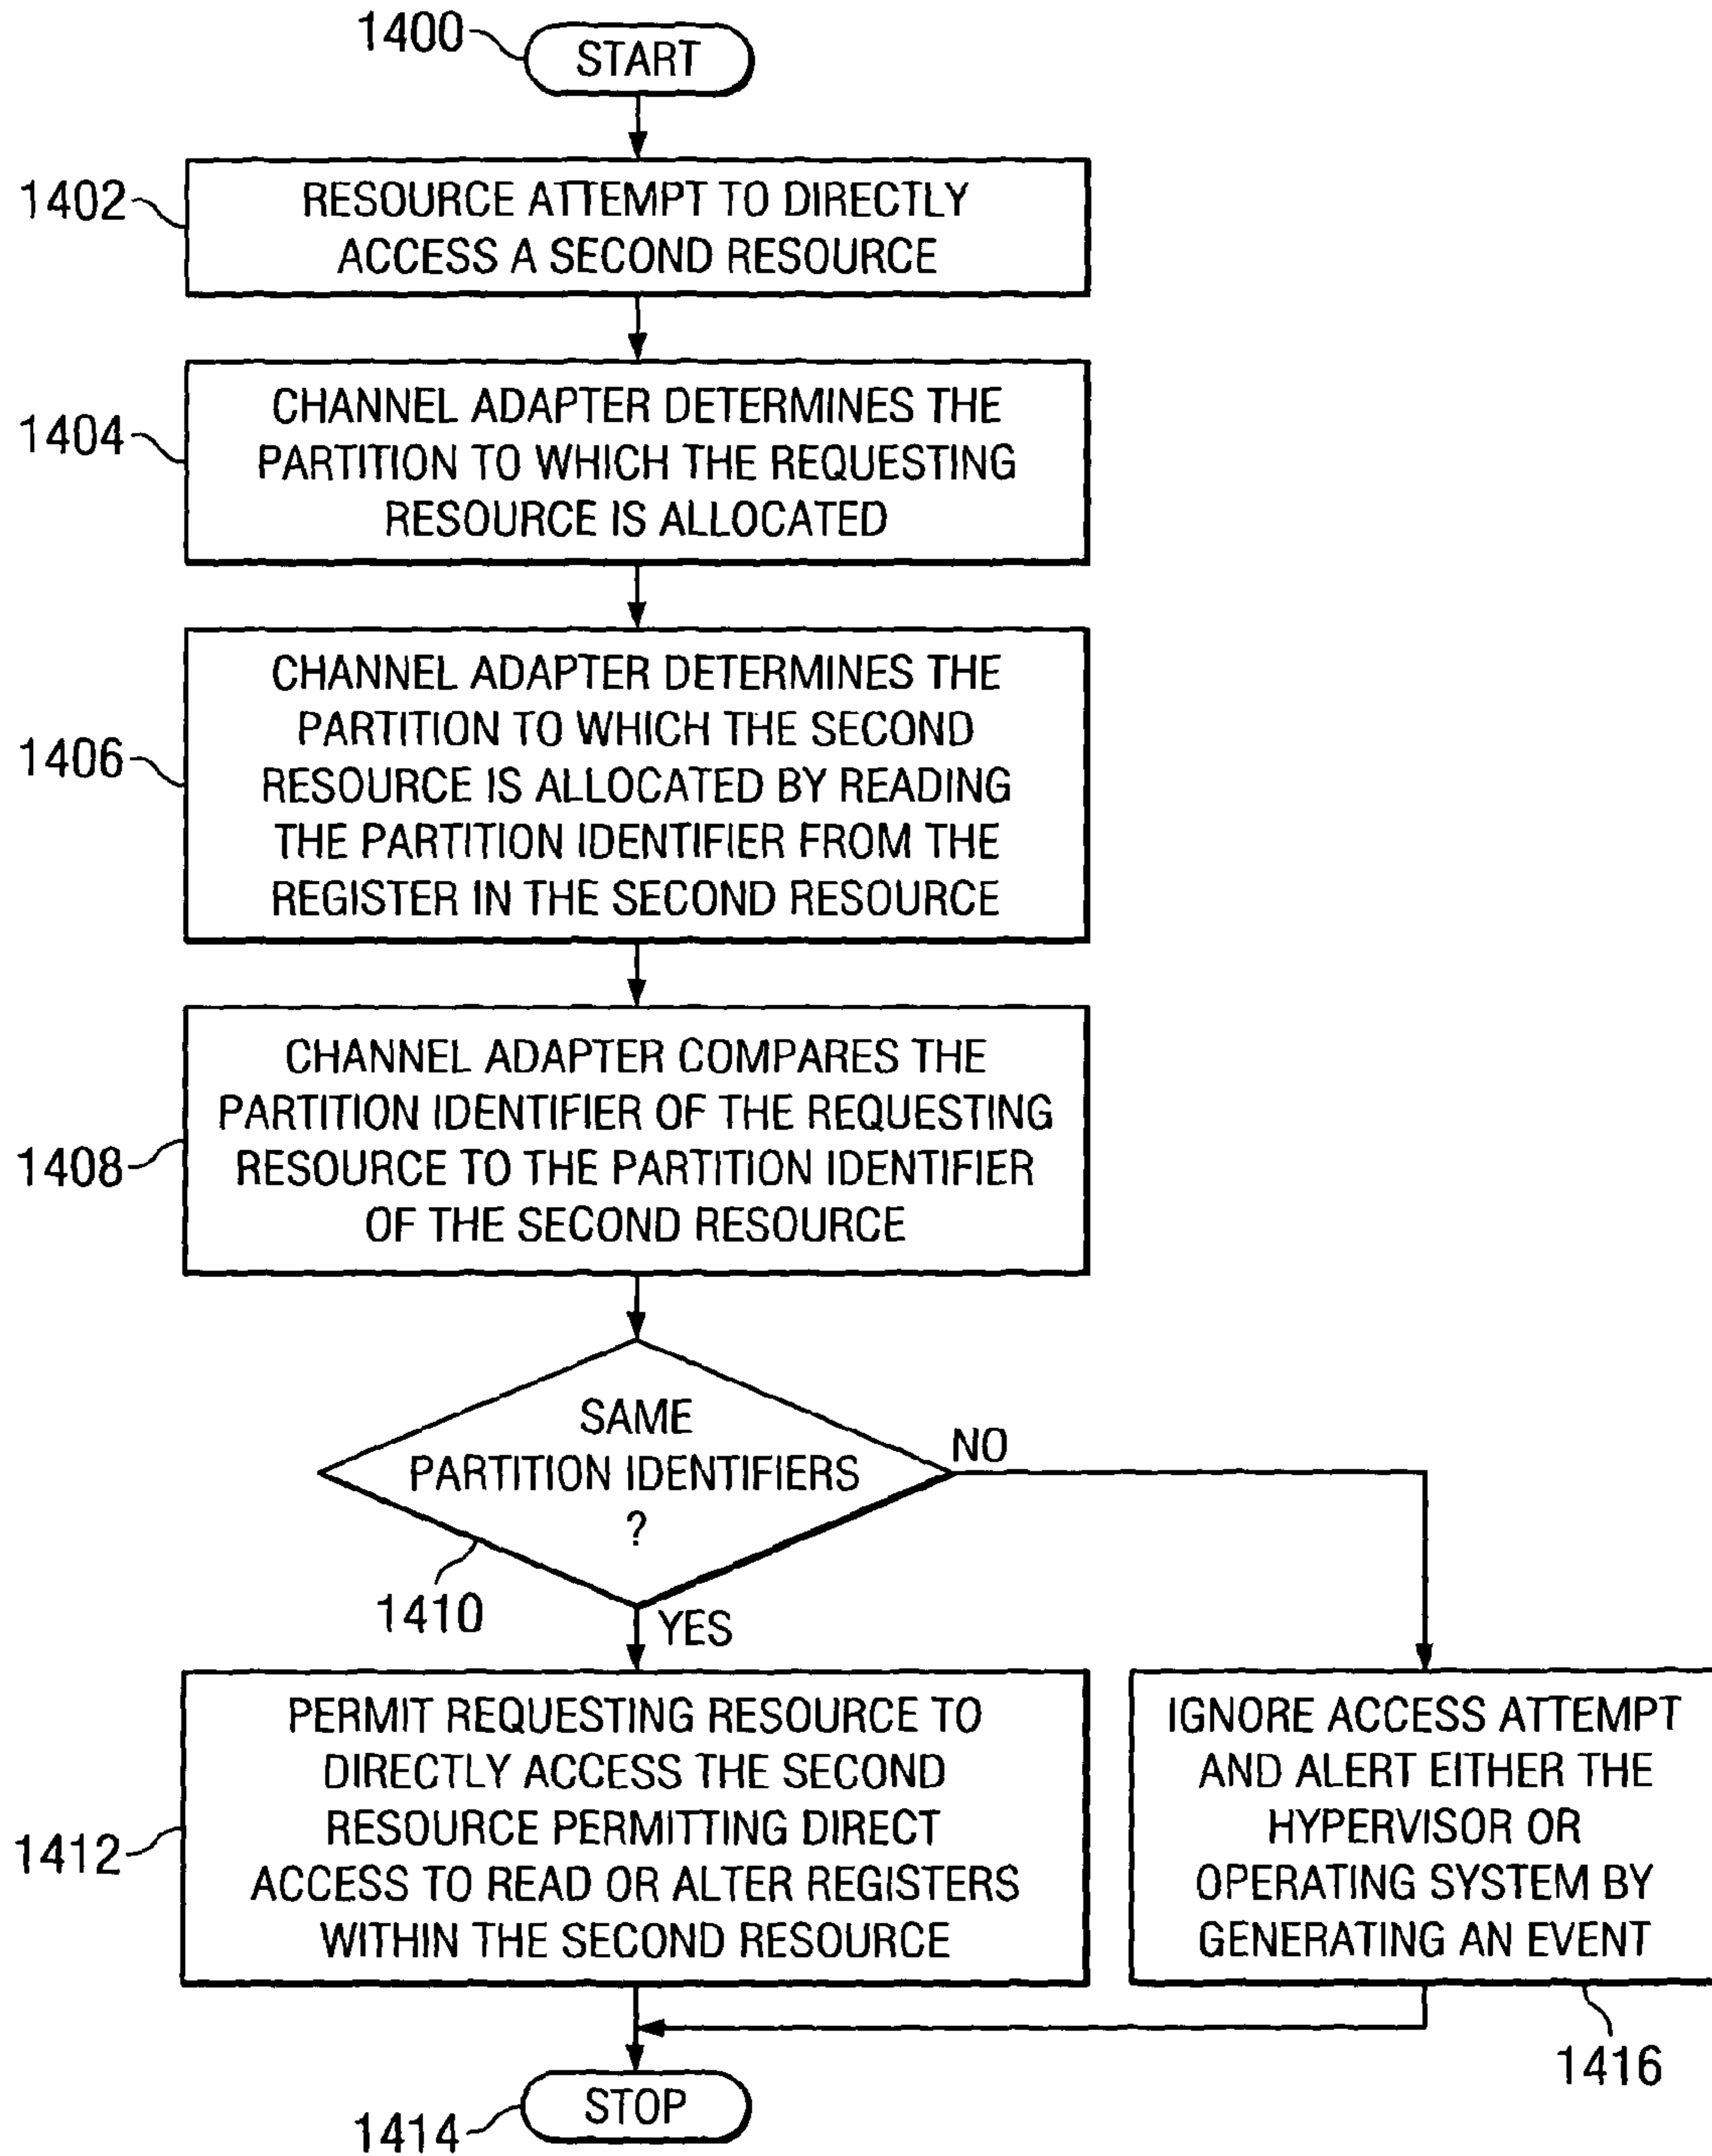 1400
START
1402
RESOURCE ATTEMPT TO DIRECTLY
ACCESS A SECOND RESOURCE
1404
CHANNEL ADAPTER DETERMINES THE
PARTITION TO WHICH THE REQUESTING
RESOURCE IS ALLOCATED
1406
CHANNEL ADAPTER DETERMINES THE
PARTITION TO WHICH THE SECOND
RESOURCE IS ALLOCATED BY READING
THE PARTITION IDENTIFIER FROM THE
REGISTER IN THE SECOND RESOURCE
1408
CHANNEL ADAPTER COMPARES THE
PARTITION IDENTIFIER OF THE REQUESTING
RESOURCE TO THE PARTITION IDENTIFIER
OF THE SECOND RESOURCE
SAME
PARTITION IDENTIFIERS
?
NO
1410
YES
1412
PERMIT REQUESTING RESOURCE TO
DIRECTLY ACCESS THE SECOND
RESOURCE PERMITTING DIRECT
ACCESS TO READ OR ALTER REGISTERS
WITHIN THE SECOND RESOURCE
IGNORE ACCESS ATTEMPT
AND ALERT EITHER THE
HYPERVISOR OR
OPERATING SYSTEM BY
GENERATING AN EVENT
1416
1414
STOP